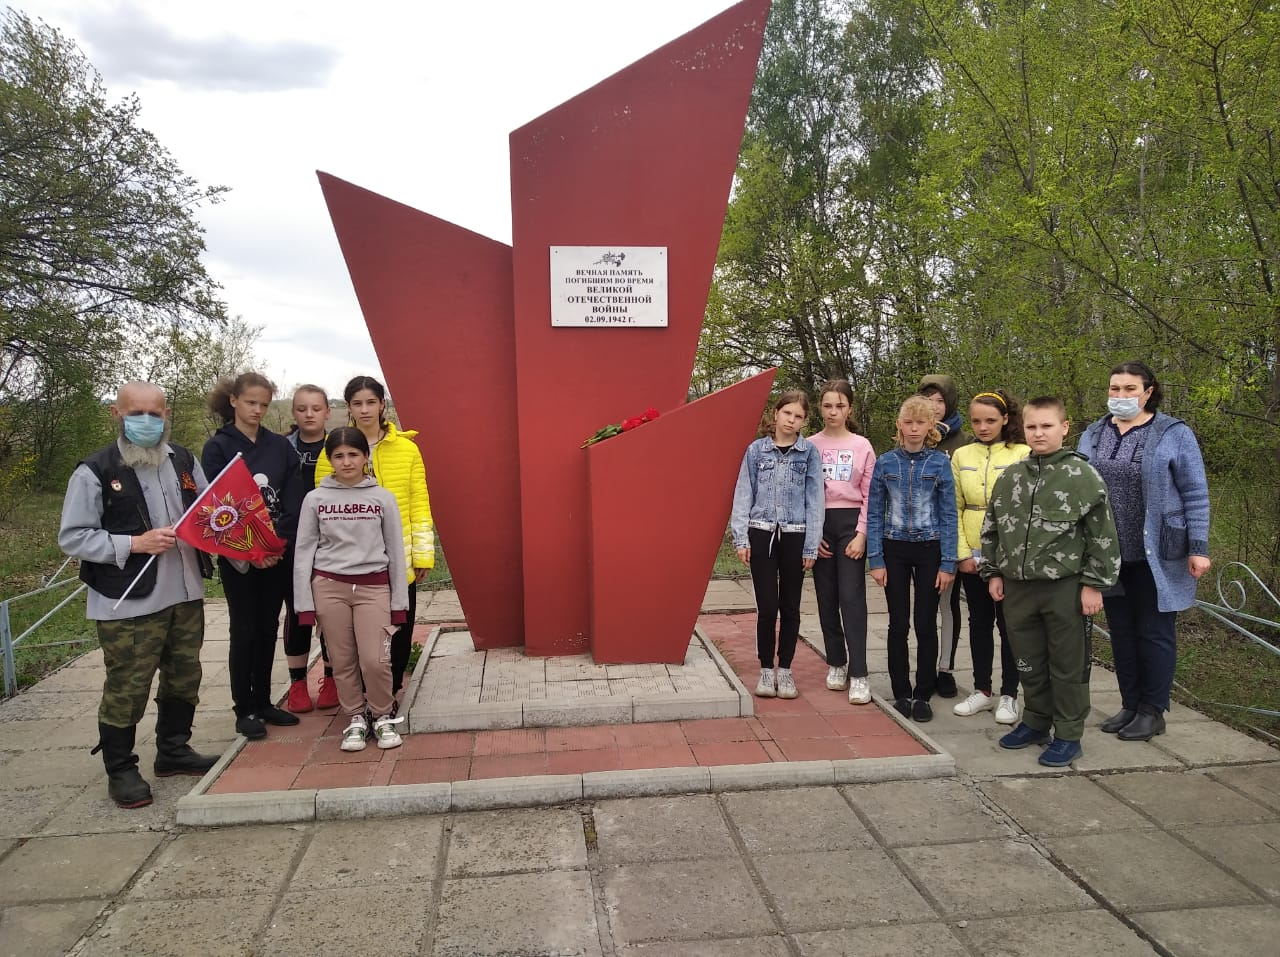 ВЕЧНАЯ ПАМЯТЬ
ПОГИБШИМ ВО ВРЕМЯ
ВЕЛИКОЙ
ОТЕЧЕСТВЕННОЙ
ВОЙНЫ
02.09.1942 г.
PULL&BEAR